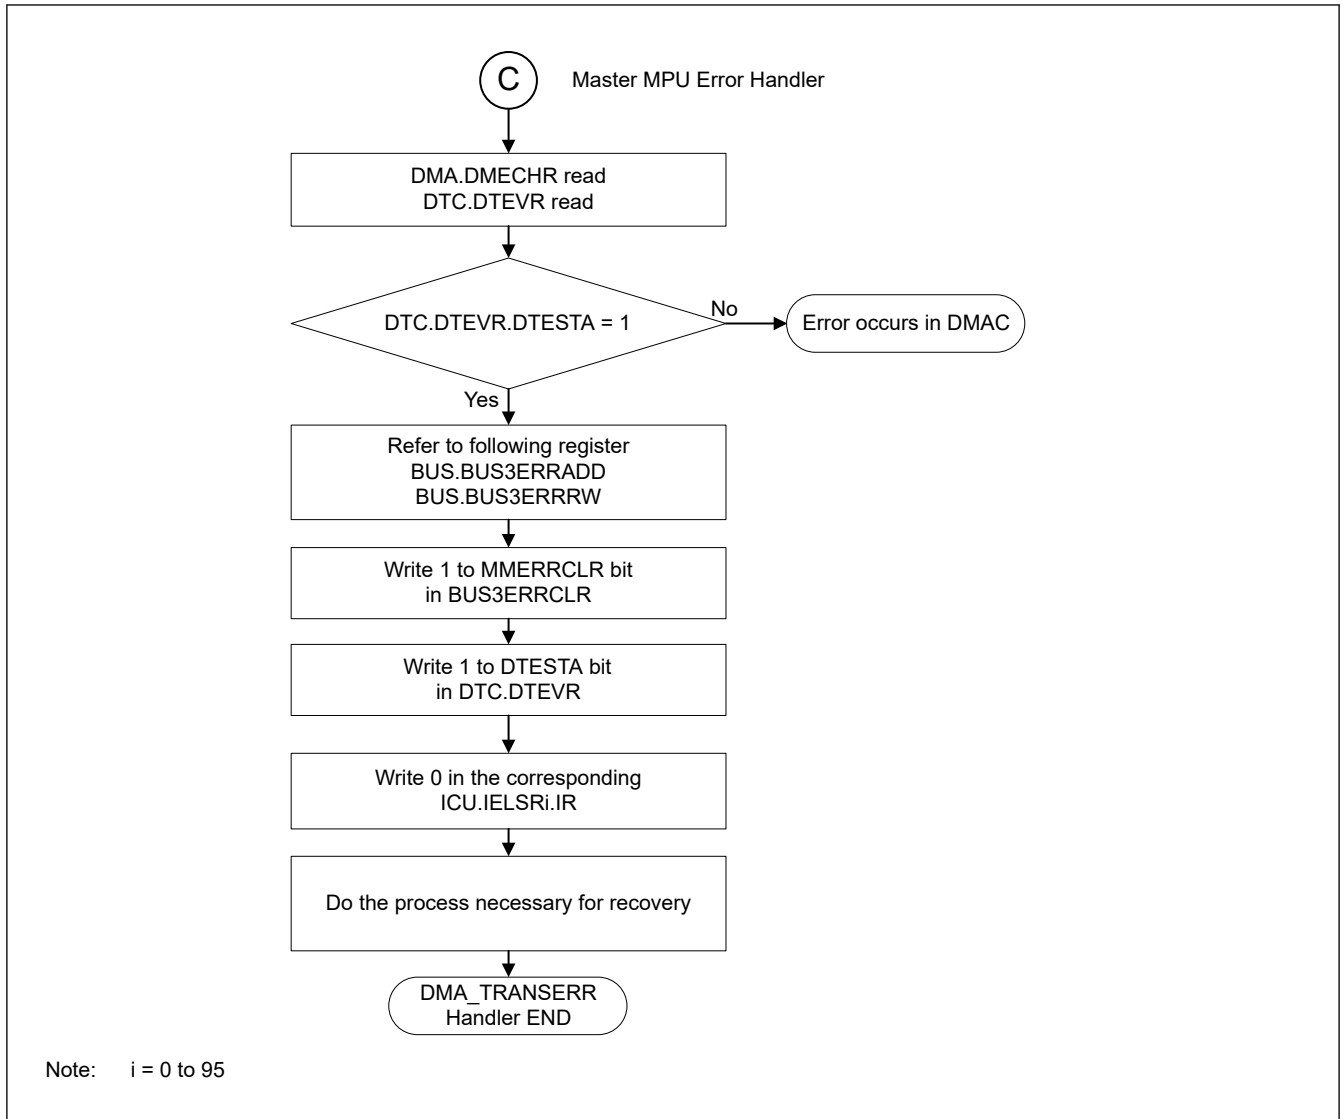 C
Master MPU Error Handler
DMA.DMECHR read
DTC.DTEVR read
DTC.DTEVR.DTESTA = 1
No
Error occurs in DMAC
Yes
Refer to following register
BUS.BUS3ERRADD
BUS.BUS3ERRRW
Write 1 to MMERRCLR bit
in BUS3ERRCLR
Write 1 to DTESTA bit
in DTC.DTEVR
Write 0 in the corresponding
ICU.IELSRi.IR
Do the process necessary for recovery
DMA_TRANSERR
Handler END
Note: i = 0 to 95